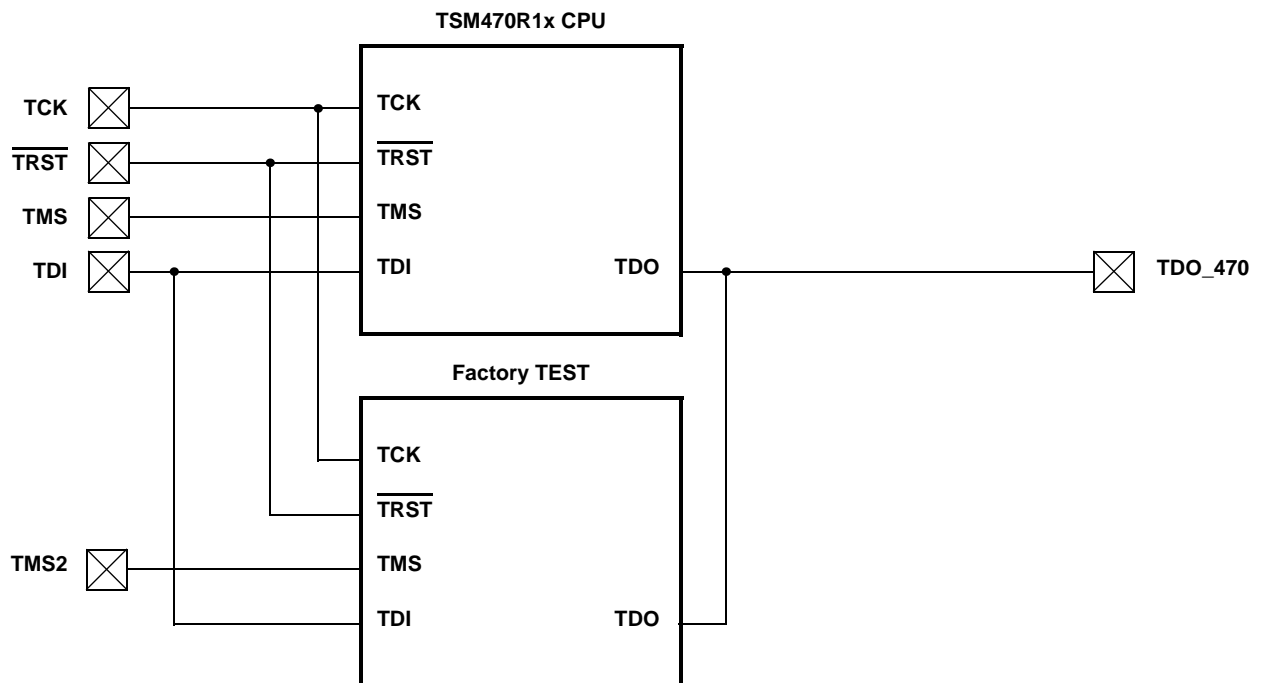 TSM470R1x CPU
TCK
TRST
TMS
TDI
TCK
TRST
TMS
TDI
TDO
TDO_470
Factory TEST
TMS2
TCK
TRST
TMS
TDI
TDO